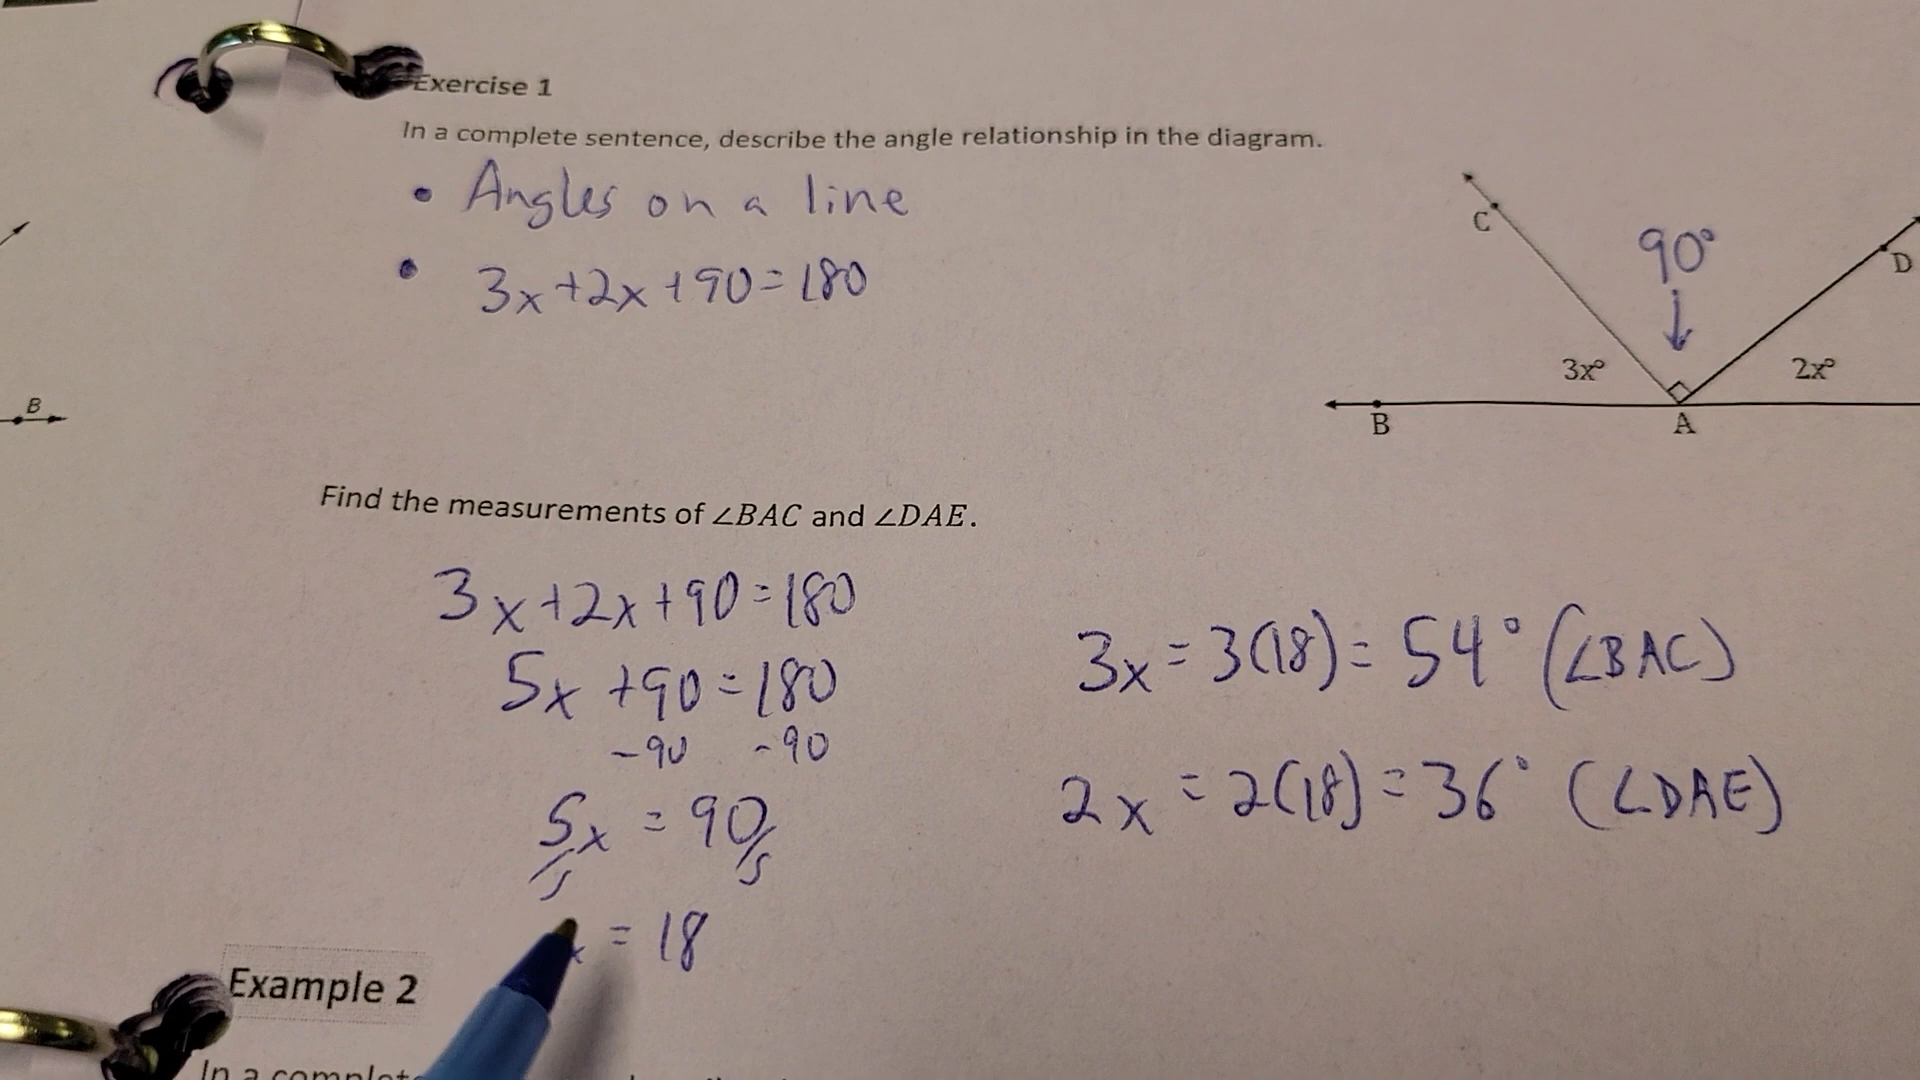 Exercise 1
In a complete sentence, describe the angle relationship in the diagram.
• Angles on a line
• 3x+2x+90=180
C
90°
D
3x°
2x°
B
A
B
Find the measurements of ∠BAC and ∠DAE.
3x+2x+90=180
5x+90=180
-90 -90
5x/5 = 90/5
x = 18
3x = 3(18) = 54° (∠BAC)
2x = 2(18) = 36° (∠DAE)
Example 2
In a complet